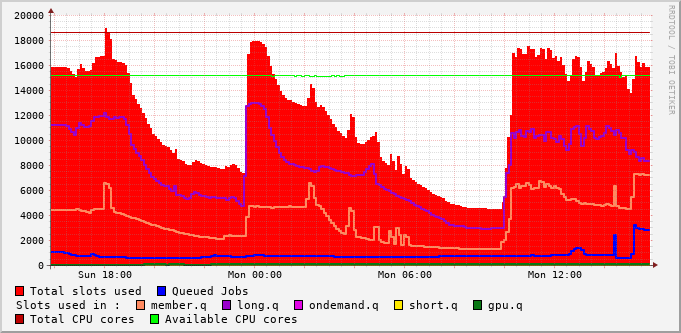 20000
18000
16000
14000
12000
10000
8000
6000
4000
2000
0
Sun 18:00 Mon 00:00 Mon 06:00 Mon 12:00
Total slots used Queued Jobs
Slots used in : member.q long.q ondemand.q short.q gpu.q
Total CPU cores Available CPU cores
RRDTOOL / TOBI OETIKER